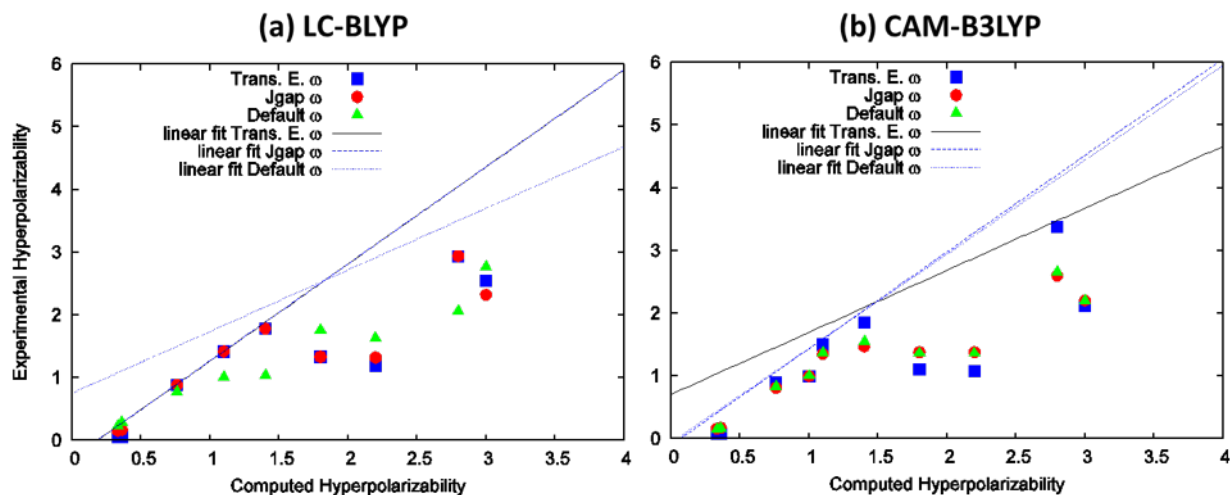 (a) LC-BLYP
6
5
4
3
2
1
0
0
0.5
1
1.5
2
2.5
3
3.5
4
Experimental Hyperpolarizability
Computed Hyperpolarizability
Trans. E. ω
Jgap ω
Default ω
linear fit Trans. E. ω
linear fit Jgap ω
linear fit Default ω
(b) CAM-B3LYP
6
5
4
3
2
1
0
0
0.5
1
1.5
2
2.5
3
3.5
4
Computed Hyperpolarizability
Trans. E. ω
Jgap ω
Default ω
linear fit Trans. E. ω
linear fit Jgap ω
linear fit Default ω